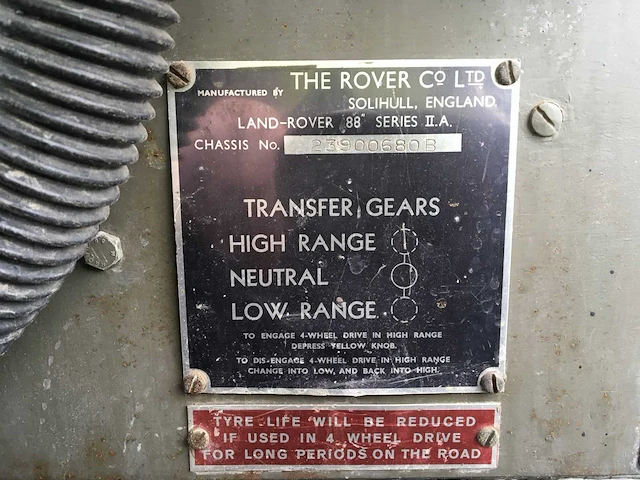 MANUFACTURED BY THE ROVER CO LTD
SOLIHULL, ENGLAND.
LAND-ROVER 88" SERIES II.A.
CHASSIS No. 23900680B
TRANSFER GEARS
HIGH RANGE
NEUTRAL
LOW RANGE
TO ENGAGE 4-WHEEL DRIVE IN HIGH RANGE
DEPRESS YELLOW KNOB.
TO DIS-ENGAGE 4-WHEEL DRIVE IN HIGH RANGE
CHANGE INTO LOW, AND BACK INTO HIGH.
TYRE LIFE WILL BE REDUCED
IF USED IN 4 WHEEL DRIVE
FOR LONG PERIODS ON THE ROAD